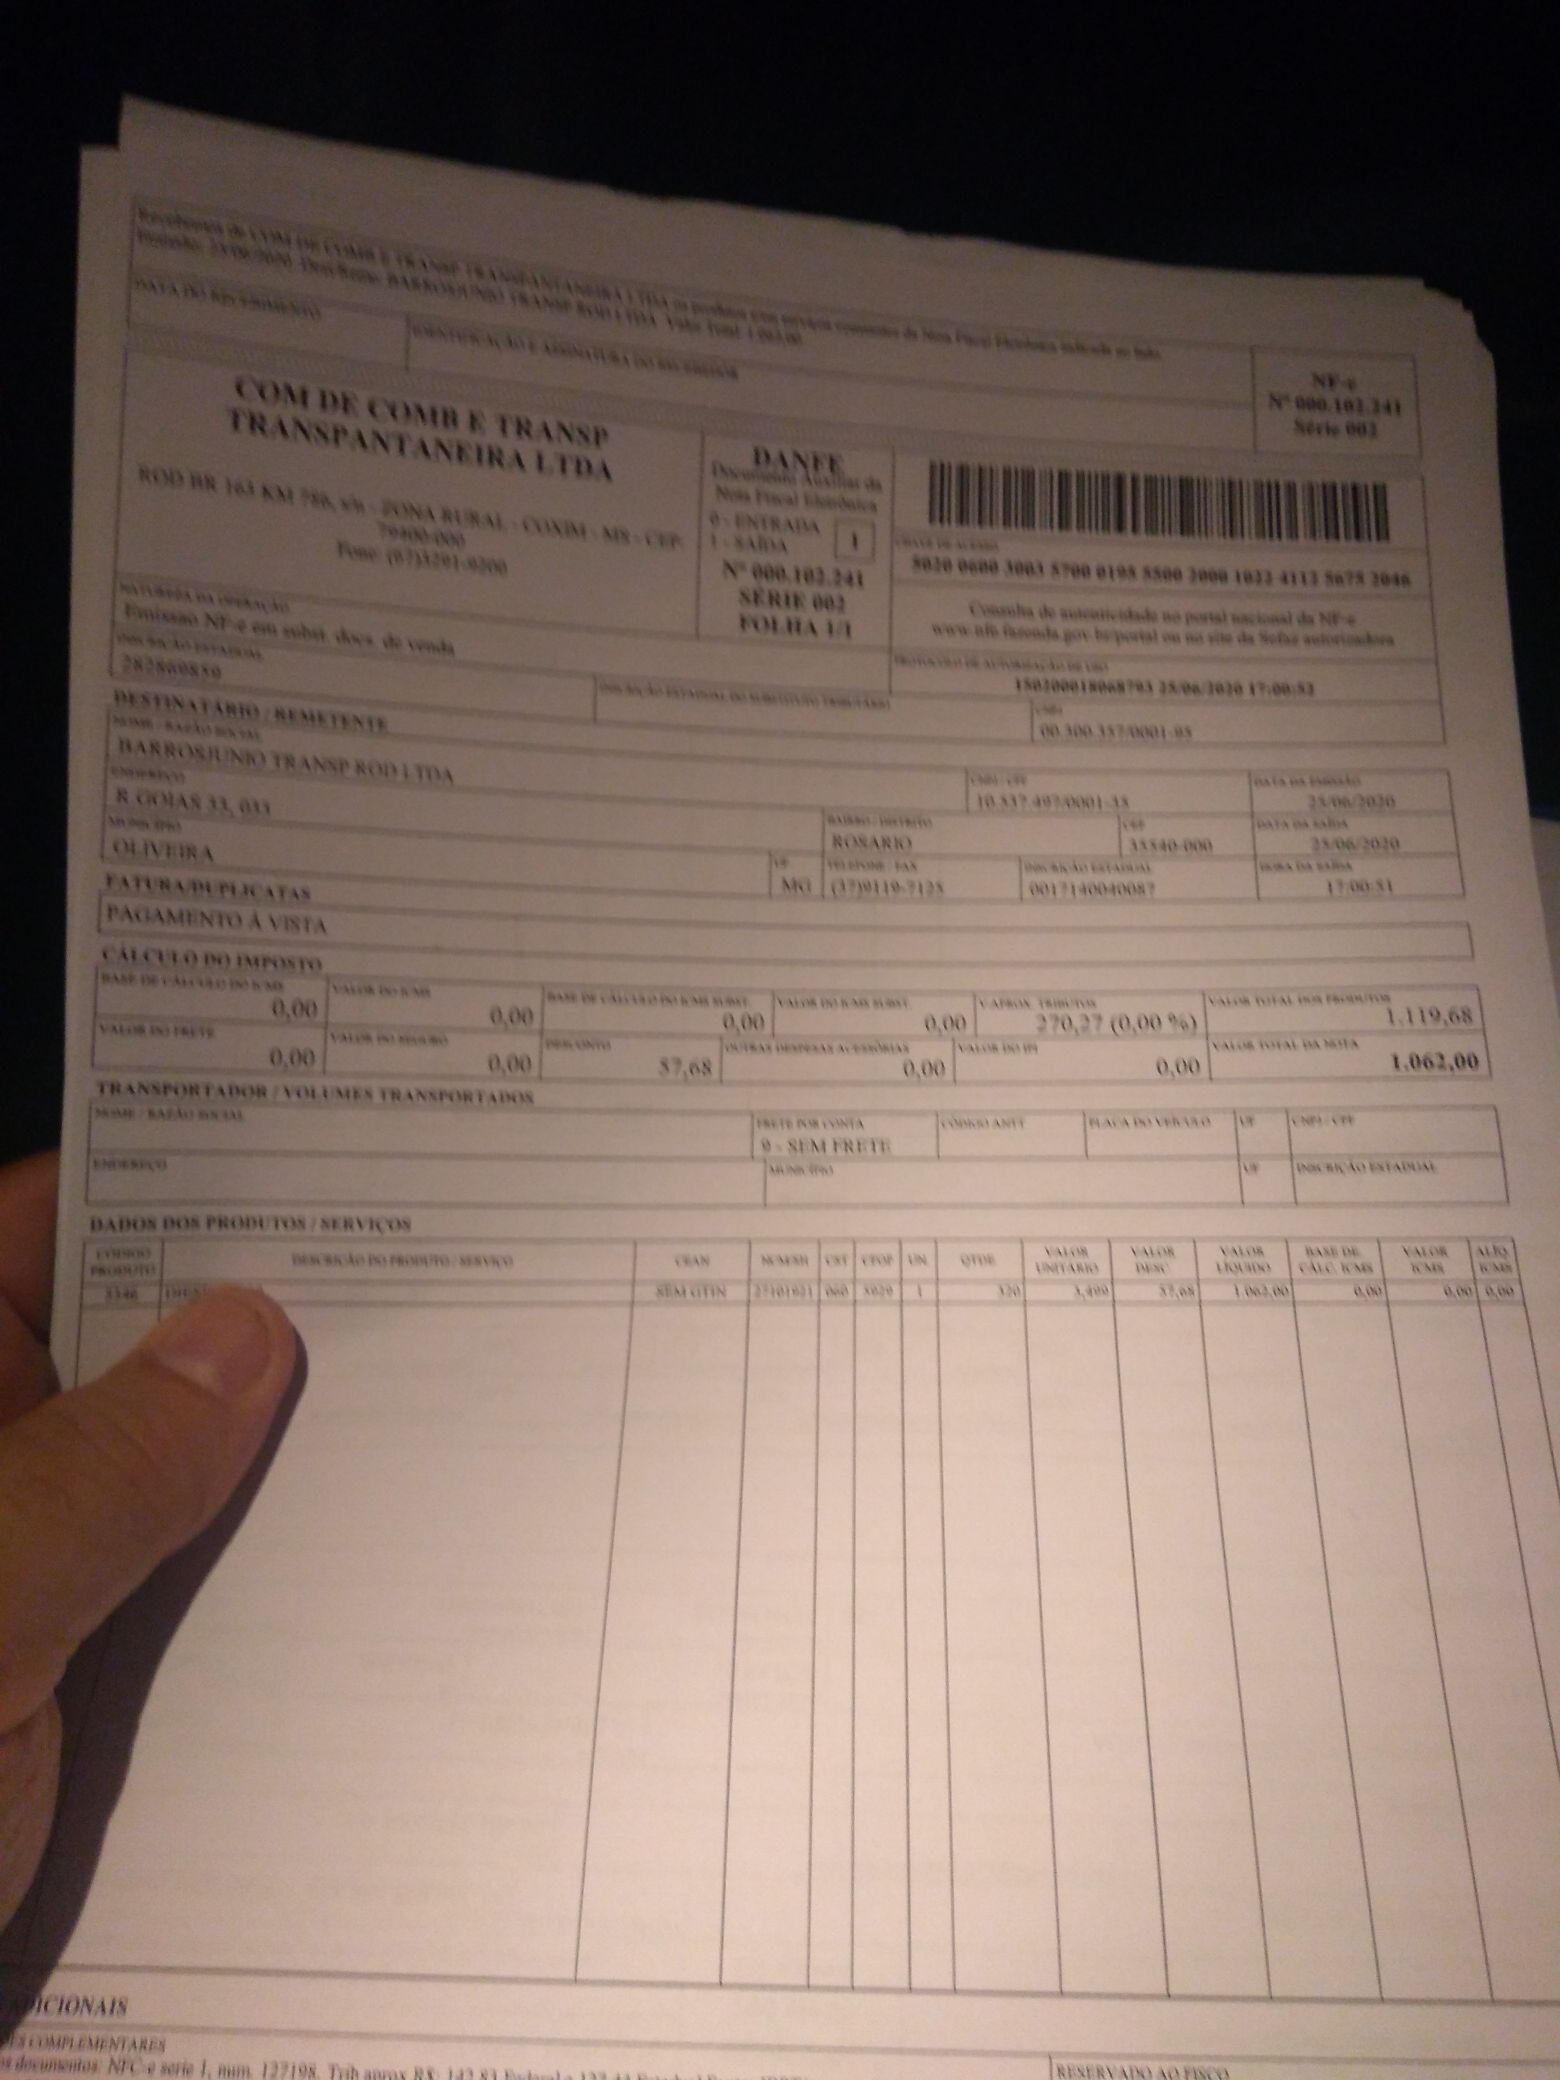 Recebemos de COM DE COMB E TRANSP TRANSPANTANEIRA LTDA os produtos e/ou serviços constantes da Nota Fiscal Eletrônica indicada ao lado
Emissão: 25/06/2020 Dest/Reme: BARROSJUNIO TRANSP ROD LTDA Valor Total: 1.062,00
DATA DO RECEBIMENTO
IDENTIFICAÇÃO E ASSINATURA DO RECEBEDOR
NF-e
Nº 000.102.241
Série 002
COM DE COMB E TRANSP
TRANSPANTANEIRA LTDA
ROD BR 163 KM 786, s/n - ZONA RURAL - COXIM - MS - CEP:
79400-000
Fone: (67)3291-9200
DANFE
Documento Auxiliar da
Nota Fiscal Eletrônica
0 - ENTRADA
1 - SAÍDA
1
Nº 000.102.241
SÉRIE 002
FOLHA 1/1
CHAVE DE ACESSO
5020 0600 3003 5700 0195 5500 2000 1022 4112 5675 2046
Consulta de autenticidade no portal nacional da NF-e
www.nfe.fazenda.gov.br/portal ou no site da Sefaz autorizadora
NATUREZA DA OPERAÇÃO
Emissao NF-e em subst. docs. de venda
PROTOCOLO DE AUTORIZAÇÃO DE USO
150200018068793 25/06/2020 17:00:52
INSCRIÇÃO ESTADUAL
282860850
INSCRIÇÃO ESTADUAL DO SUBSTITUTO TRIBUTÁRIO
CNPJ
00.300.357/0001-95
DESTINATÁRIO / REMETENTE
NOME / RAZÃO SOCIAL
BARROSJUNIO TRANSP ROD LTDA
CNPJ / CPF
10.537.497/0001-35
DATA DA EMISSÃO
25/06/2020
ENDEREÇO
R GOIAS 33, 033
BAIRRO / DISTRITO
ROSARIO
CEP
35540-000
DATA DA SAÍDA
25/06/2020
MUNICÍPIO
OLIVEIRA
UF
MG
TELEFONE / FAX
(37)9119-7125
INSCRIÇÃO ESTADUAL
0017140040087
HORA DA SAÍDA
17:00:51
FATURA/DUPLICATAS
PAGAMENTO À VISTA
CÁLCULO DO IMPOSTO
BASE DE CÁLCULO DO ICMS
0,00
VALOR DO ICMS
0,00
BASE DE CÁLCULO DO ICMS SUBST.
0,00
VALOR DO ICMS SUBST.
0,00
V.APROX. TRIBUTOS
270,27 (0,00 %)
VALOR TOTAL DOS PRODUTOS
1.119,68
VALOR DO FRETE
0,00
VALOR DO SEGURO
0,00
DESCONTO
57,68
OUTRAS DESPESAS ACESSÓRIAS
0,00
VALOR DO IPI
0,00
VALOR TOTAL DA NOTA
1.062,00
TRANSPORTADOR / VOLUMES TRANSPORTADOS
NOME / RAZÃO SOCIAL
FRETE POR CONTA
9 - SEM FRETE
CÓDIGO ANTT
PLACA DO VEÍCULO
UF
CNPJ / CPF
ENDEREÇO
MUNICÍPIO
UF
INSCRIÇÃO ESTADUAL
DADOS DOS PRODUTOS / SERVIÇOS
CÓDIGO PRODUTO DESCRIÇÃO DO PRODUTO / SERVIÇO CEAN NCM/SH CST CFOP UN QTDE VALOR UNITÁRIO VALOR DESC VALOR LÍQUIDO BASE DE CÁLC. ICMS VALOR ICMS ALÍQ. ICMS
SEM GTIN 27101921 060 5929 1 320 3,499 57,68 1.062,00 0,00 0,00 0,00
ADICIONAIS
COMPLEMENTARES
documentos: NFC-e serie 1, num. 127198. Trib aprox R$: 142,83 Federal e 127,44 Estadual
RESERVADO AO FISCO